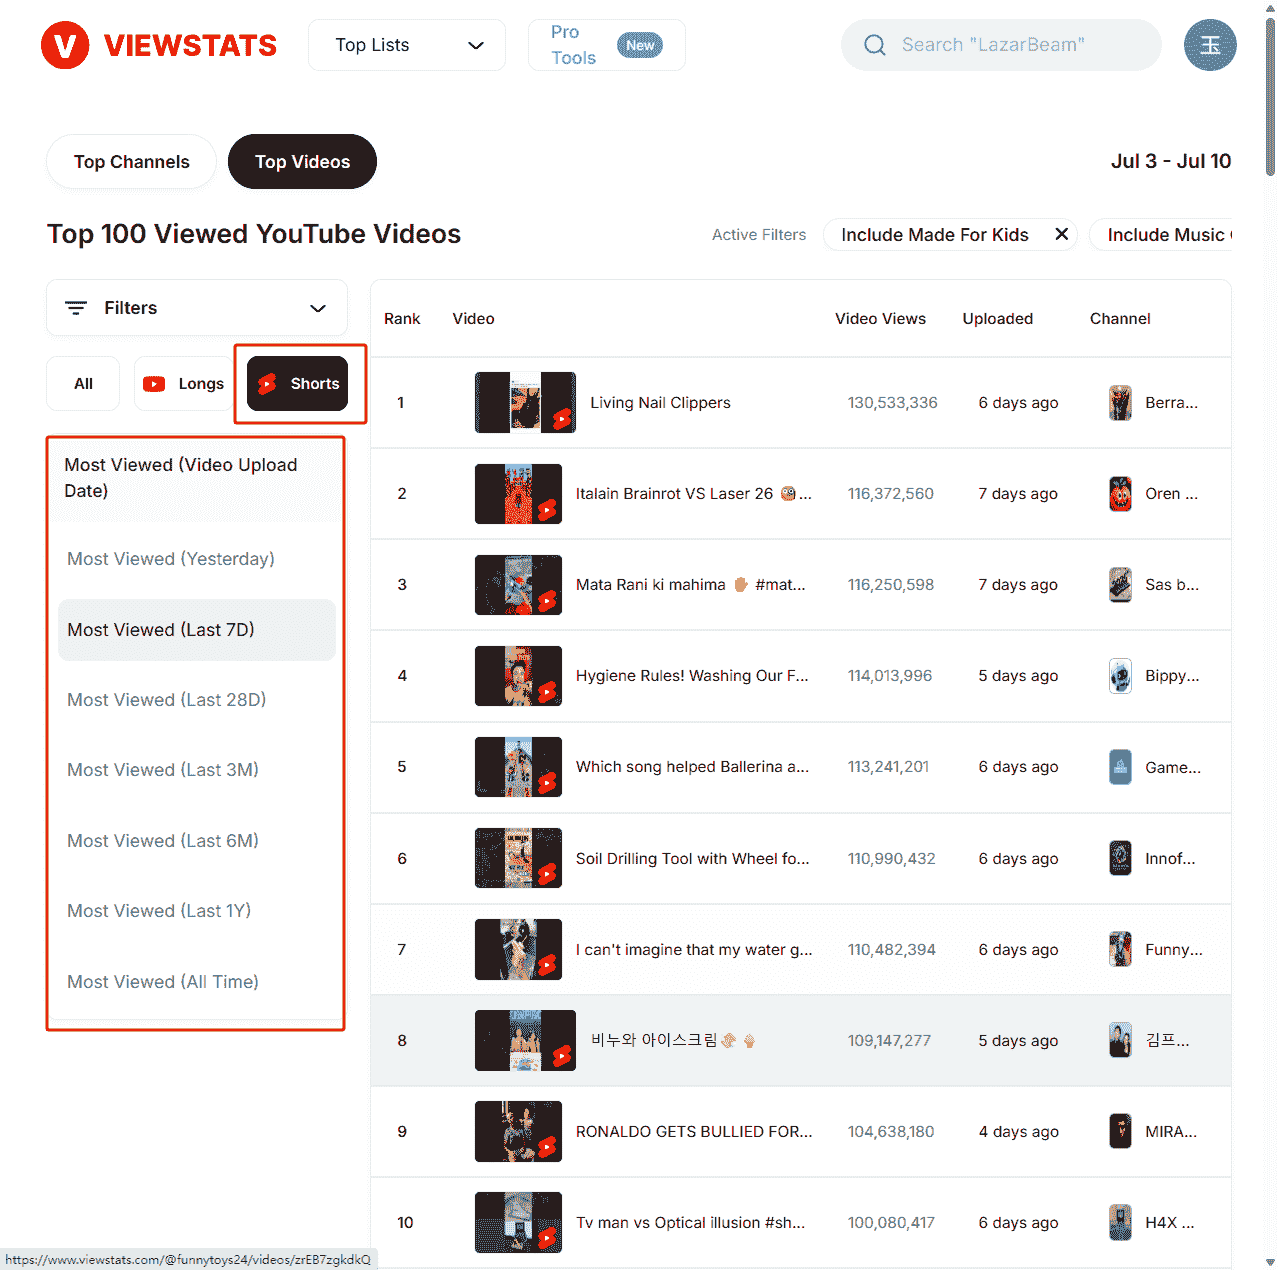 V VIEWSTATS
Top Lists
Pro
Tools
New
Search "LazarBeam"
玉
Top Channels
Top Videos
Jul 3 - Jul 10
Top 100 Viewed YouTube Videos
Active Filters
Include Made For Kids ✕
Include Music
Filters
All
Longs
Shorts
Most Viewed (Video Upload
Date)
Most Viewed (Yesterday)
Most Viewed (Last 7D)
Most Viewed (Last 28D)
Most Viewed (Last 3M)
Most Viewed (Last 6M)
Most Viewed (Last 1Y)
Most Viewed (All Time)
Rank Video Video Views Uploaded Channel
1 Living Nail Clippers 130,533,336 6 days ago Berra...
2 Italain Brainrot VS Laser 26 ... 116,372,560 7 days ago Oren ...
3 Mata Rani ki mahima ✋ #mat... 116,250,598 7 days ago Sas b...
4 Hygiene Rules! Washing Our F... 114,013,996 5 days ago Bippy...
5 Which song helped Ballerina a... 113,241,201 6 days ago Game...
6 Soil Drilling Tool with Wheel fo... 110,990,432 6 days ago Innof...
7 I can't imagine that my water g... 110,482,394 6 days ago Funny...
8 비누와 아이스크림 109,147,277 5 days ago 김프...
9 RONALDO GETS BULLIED FOR... 104,638,180 4 days ago MIRA...
10 Tv man vs Optical illusion #sh... 100,080,417 6 days ago H4X ...
https://www.viewstats.com/@funnytoys24/videos/zrEB7zgkdkQ